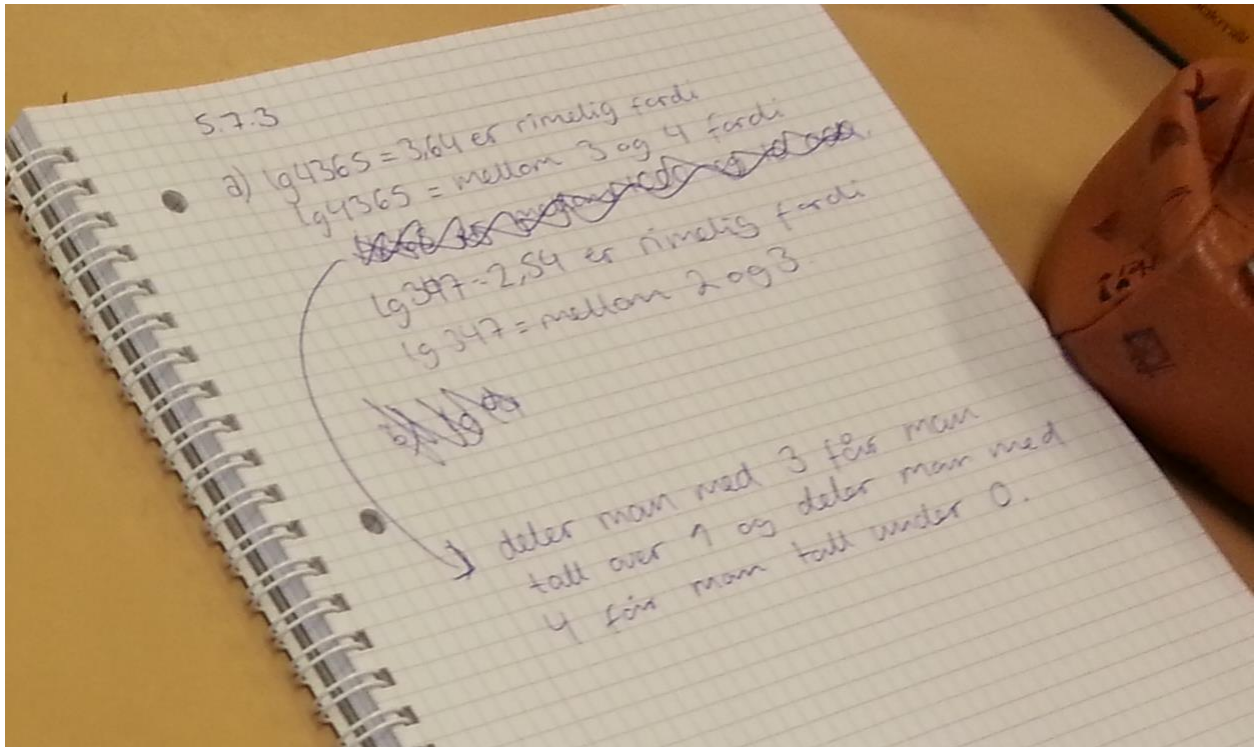 5.7.3
a) lg4365 = 3,64 er rimelig fordi
lg4365 = mellom 3 og 4 fordi
lg347 = 2,54 er rimelig fordi
lg 347 = mellom 2 og 3.
deler man med 3 får man
tall over 1 og deler man med
4 får man tall under 0.